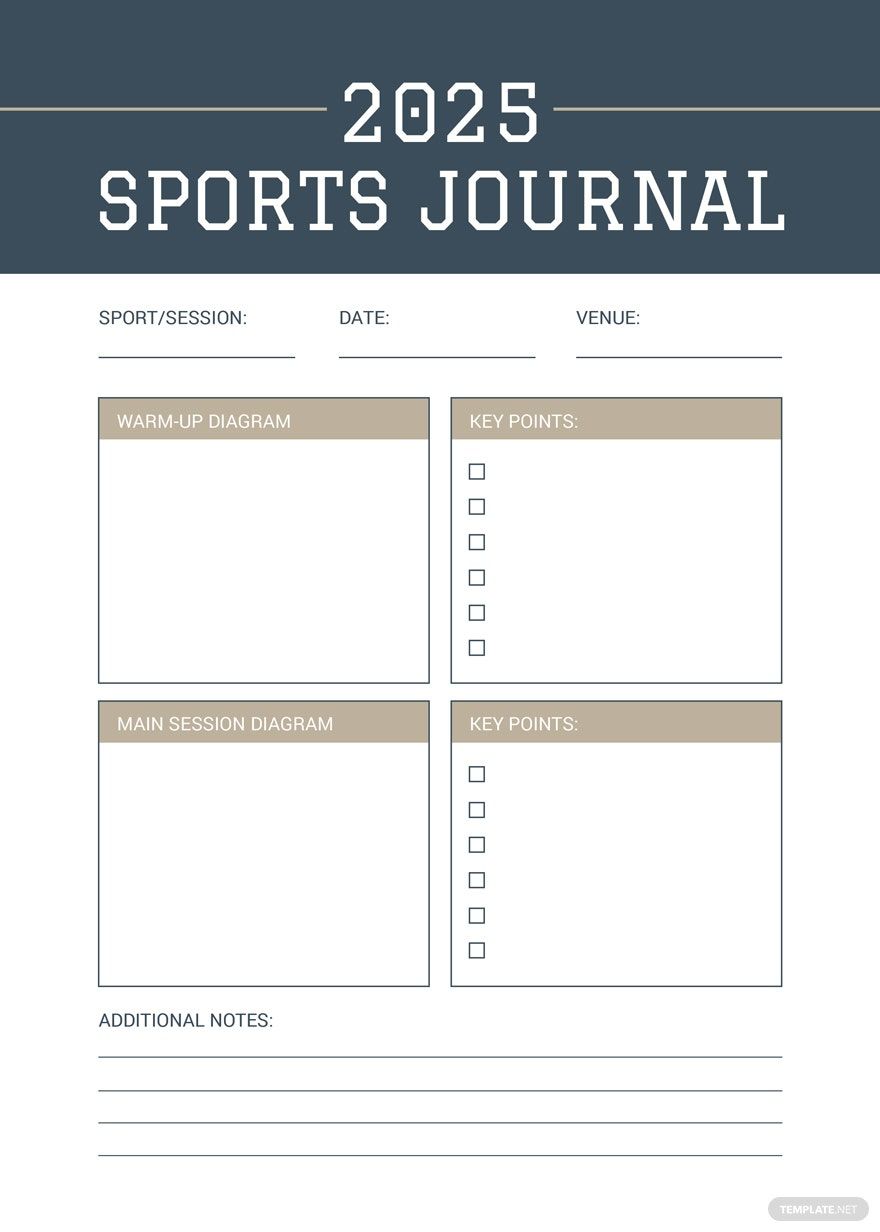 2025
SPORTS JOURNAL
SPORT/SESSION: DATE: VENUE:
WARM-UP DIAGRAM
KEY POINTS:
MAIN SESSION DIAGRAM
KEY POINTS:
ADDITIONAL NOTES:
TEMPLATE.NET